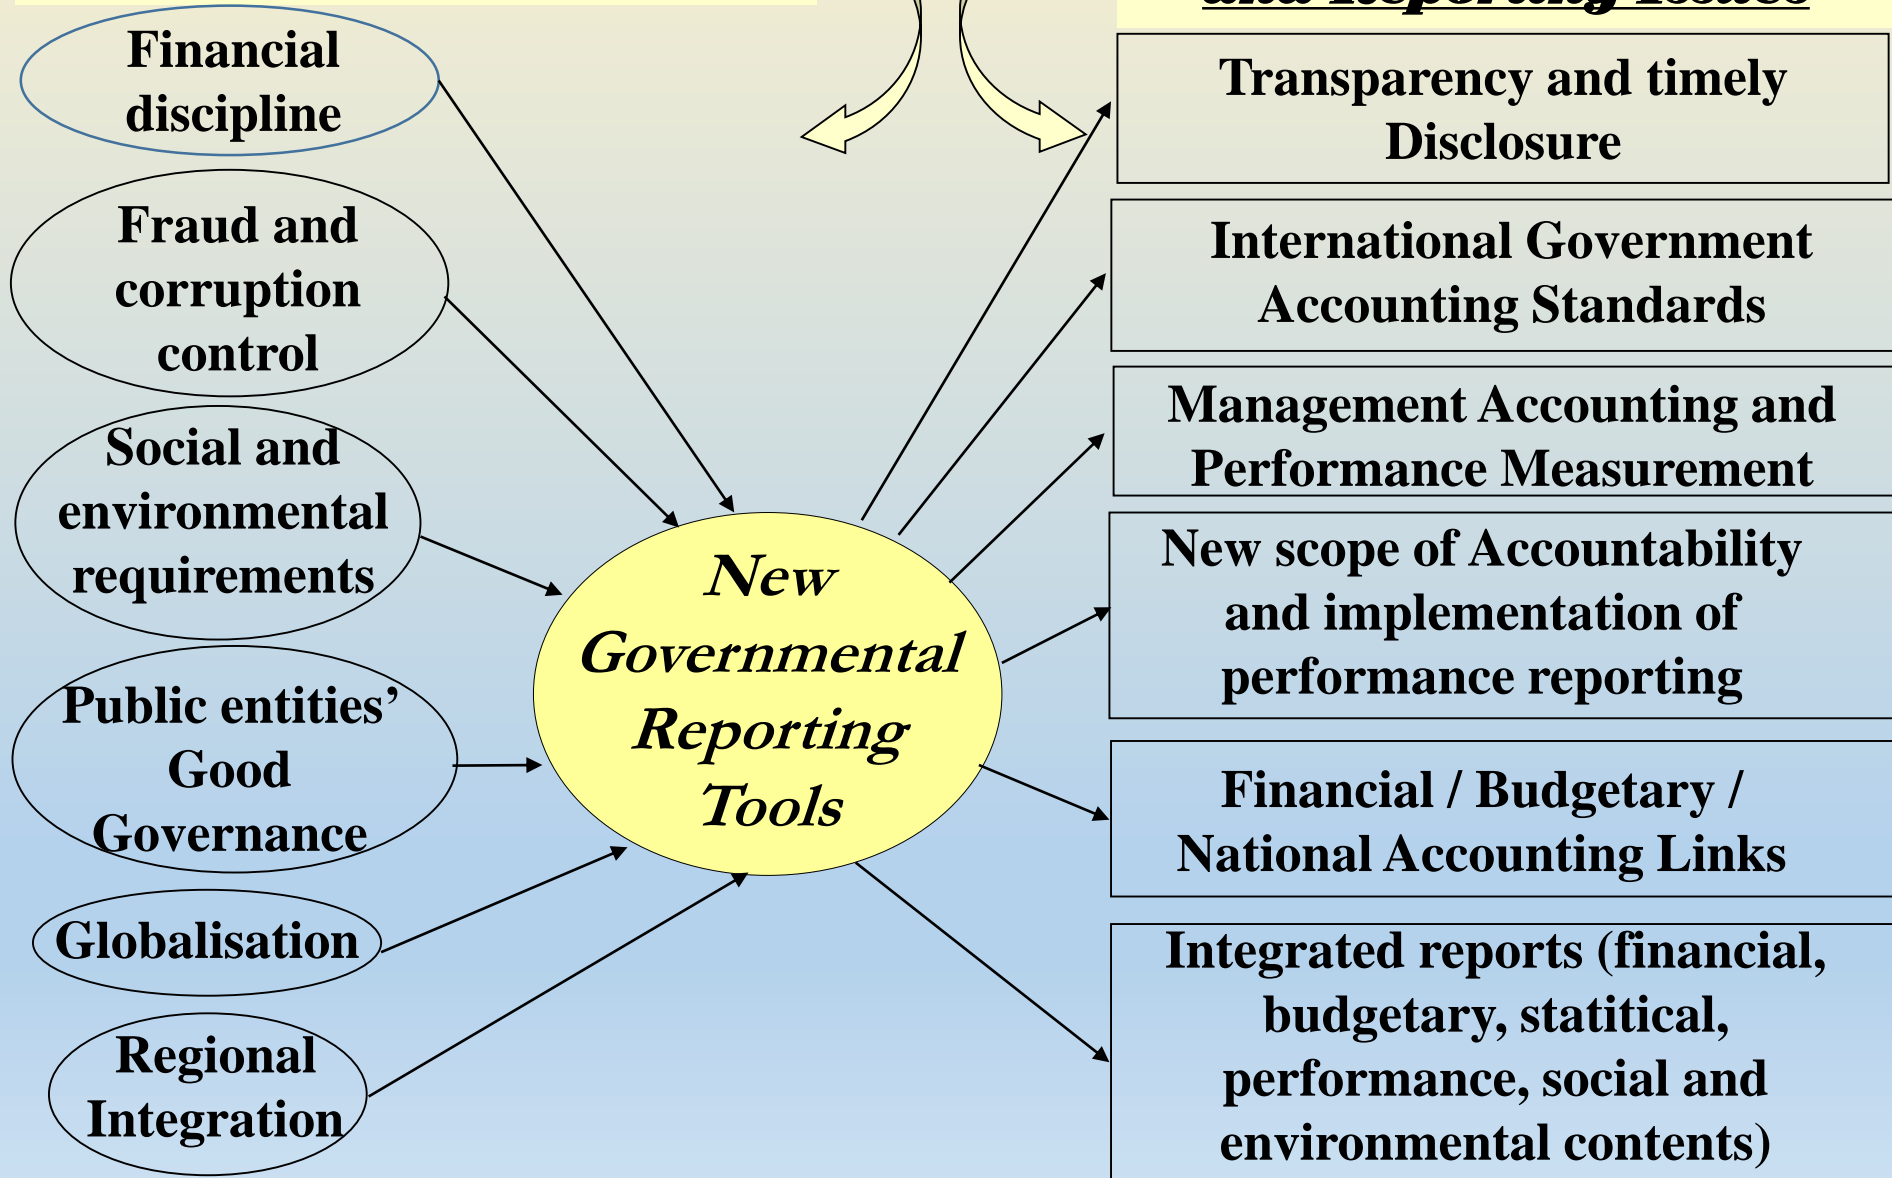 and Reporting Issues
Financial
discipline
Fraud and
corruption
control
Social and
environmental
requirements
Public entities’
Good
Governance
Globalisation
Regional
Integration
New
Governmental
Reporting
Tools
Transparency and timely
Disclosure
International Government
Accounting Standards
Management Accounting and
Performance Measurement
New scope of Accountability
and implementation of
performance reporting
Financial / Budgetary /
National Accounting Links
Integrated reports (financial,
budgetary, statitical,
performance, social and
environmental contents)